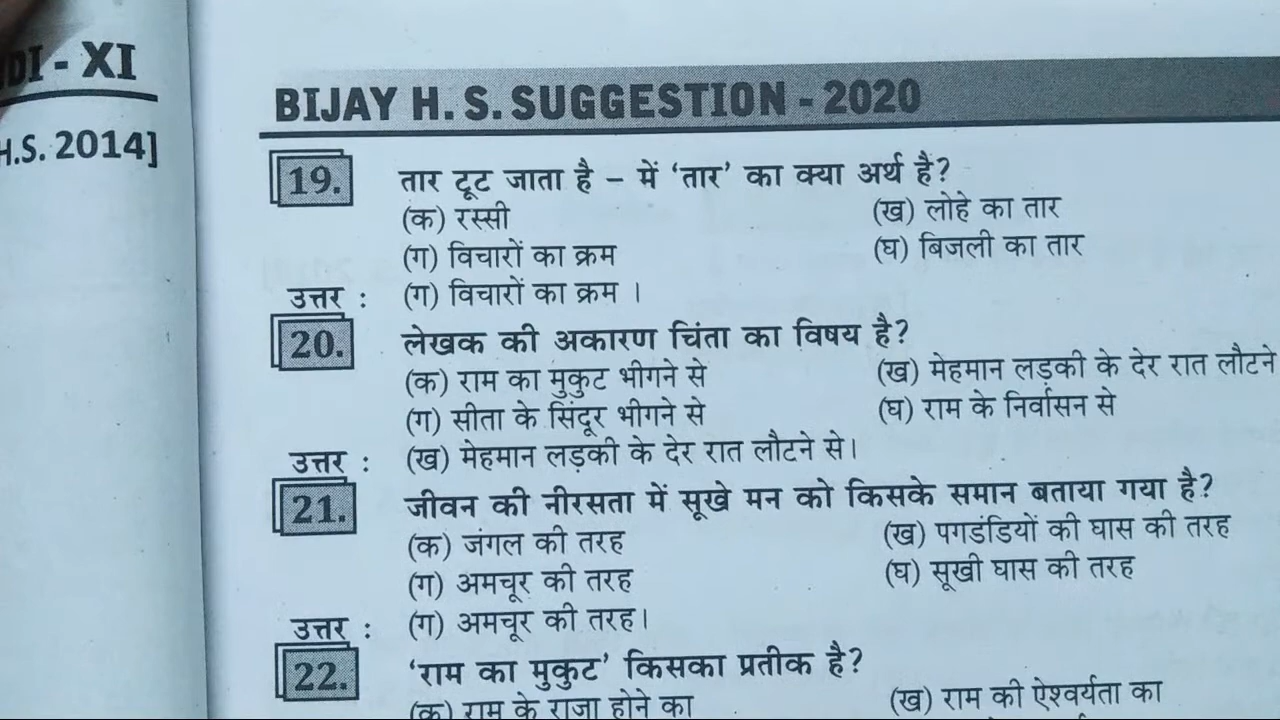 DI - XI
H.S. 2014]
BIJAY H. S. SUGGESTION - 2020
19. तार टूट जाता है – में ‘तार’ का क्या अर्थ है?
(क) रस्सी (ख) लोहे का तार
(ग) विचारों का क्रम (घ) बिजली का तार
उत्तर : (ग) विचारों का क्रम ।
20. लेखक की अकारण चिंता का विषय है?
(क) राम का मुकुट भीगने से (ख) मेहमान लड़की के देर रात लौटने
(ग) सीता के सिंदूर भीगने से (घ) राम के निर्वासन से
उत्तर : (ख) मेहमान लड़की के देर रात लौटने से।
21. जीवन की नीरसता में सूखे मन को किसके समान बताया गया है?
(क) जंगल की तरह (ख) पगडंडियों की घास की तरह
(ग) अमचूर की तरह (घ) सूखी घास की तरह
उत्तर : (ग) अमचूर की तरह।
22. ‘राम का मुकुट’ किसका प्रतीक है?
(क) राम के राजा होने का (ख) राम की ऐश्वर्यता का